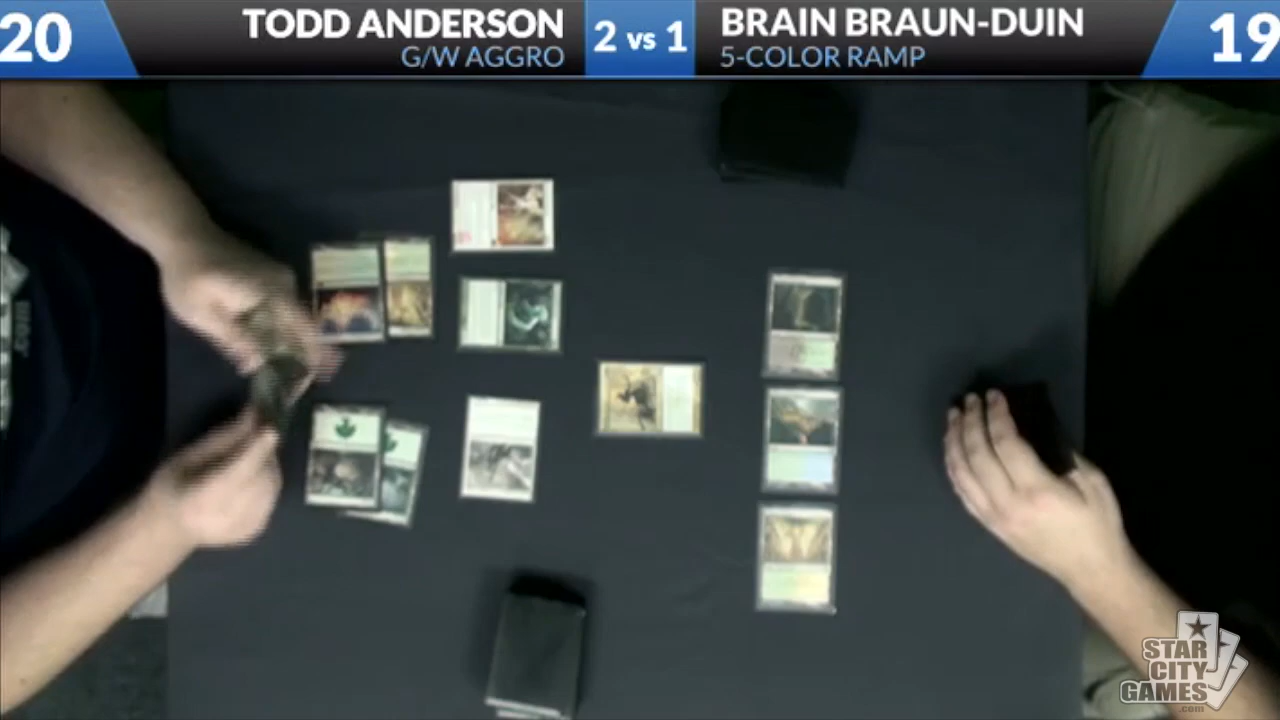 20
TODD ANDERSON
G/W AGGRO
2 vs 1
BRAIN BRAUN-DUIN
5-COLOR RAMP
19
STAR
CITY
GAMES
.com